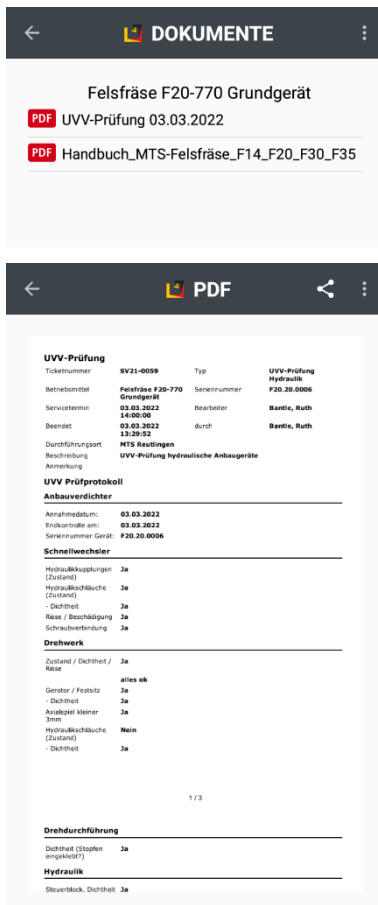 DOKUMENTE
Felsfräse F20-770 Grundgerät
PDF UVV-Prüfung 03.03.2022
PDF Handbuch_MTS-Felsfräse_F14_F20_F30_F35
PDF
UVV-Prüfung
Ticketnummer SV21-0059 Typ UVV-Prüfung
Hydraulik
Betriebsmittel Felsfräse F20-770 Seriennummer F20.20.0006
Grundgerät
Servicetermin 03.03.2022 Bearbeiter Bantle, Ruth
14:00:00
Beendet 03.03.2022 durch Bantle, Ruth
13:29:52
Durchführungsort MTS Reutlingen
Beschreibung UVV-Prüfung hydraulische Anbaugeräte
Anmerkung
UVV Prüfprotokoll
Anbauverdichter
Annahmedatum: 03.03.2022
Endkontrolle am: 03.03.2022
Seriennummer Gerät: F20.20.0006
Schnellwechsler
Hydraulikkupplungen Ja
(Zustand)
Hydraulikschläuche Ja
(Zustand)
- Dichtheit Ja
Risse / Beschädigung Ja
Schraubverbindung Ja
Drehwerk
Zustand / Dichtheit / Ja
Risse
alles ok
Gerotor / Festsitz Ja
- Dichtheit Ja
Axialspiel kleiner Ja
3mm
Hydraulikschläuche Nein
(Zustand)
- Dichtheit Ja
1 / 3
Drehdurchführung
Dichtheit (Stopfen Ja
eingeklebt?)
Hydraulik
Steuerblock. Dichtheit Ja